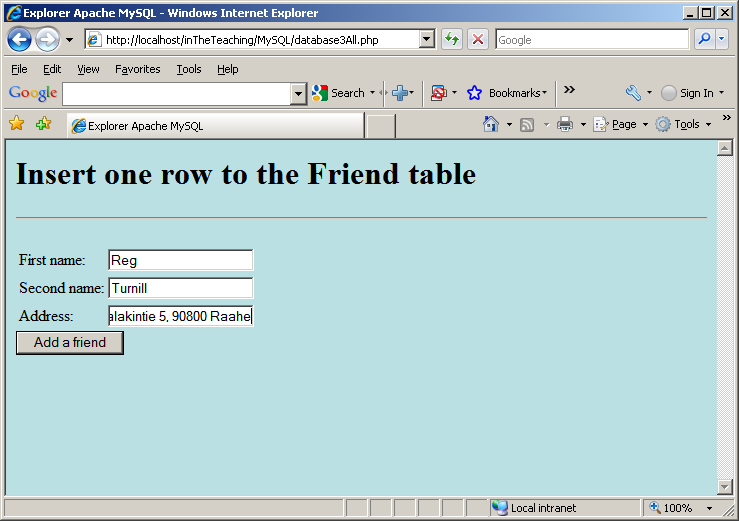 Explorer Apache MySQL - Windows Internet Explorer
http://localhost/inTheTeaching/MySQL/database3All.php
Google
File Edit View Favorites Tools Help
Google Search Bookmarks Sign In
Explorer Apache MySQL Page Tools
Insert one row to the Friend table
First name: Reg
Second name: Turnill
Address: alakintie 5, 90800 Raahe
Add a friend
Local intranet 100%